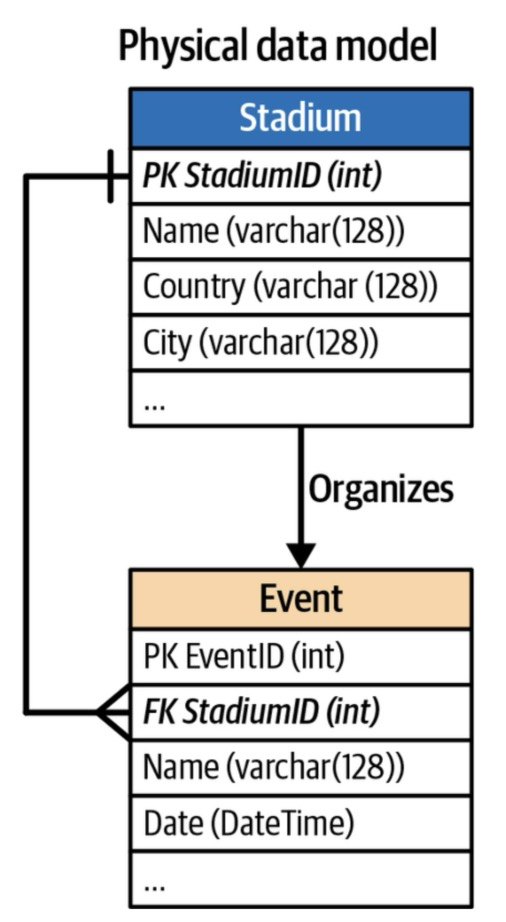 Physical data model
Stadium
PK StadiumID (int)
Name (varchar(128))
Country (varchar (128))
City (varchar(128))
...
Organizes
Event
PK EventID (int)
FK StadiumID (int)
Name (varchar(128))
Date (DateTime)
...